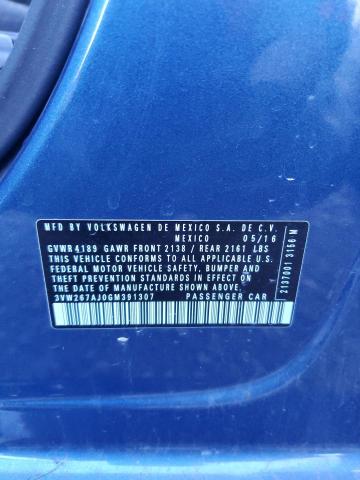 MFD BY VOLKSWAGEN DE MEXICO S.A. DE C.V.
MEXICO 05/16
GVWR 4189 GAWR FRONT 2138 / REAR 2161 LBS
THIS VEHICLE CONFORMS TO ALL APPLICABLE U.S.
FEDERAL MOTOR VEHICLE SAFETY, BUMPER AND
THEFT PREVENTION STANDARDS IN EFFECT ON THE
DATE OF MANUFACTURE SHOWN ABOVE.
3VW267AJ0GM391307 PASSENGER CAR
2137001 3156 M